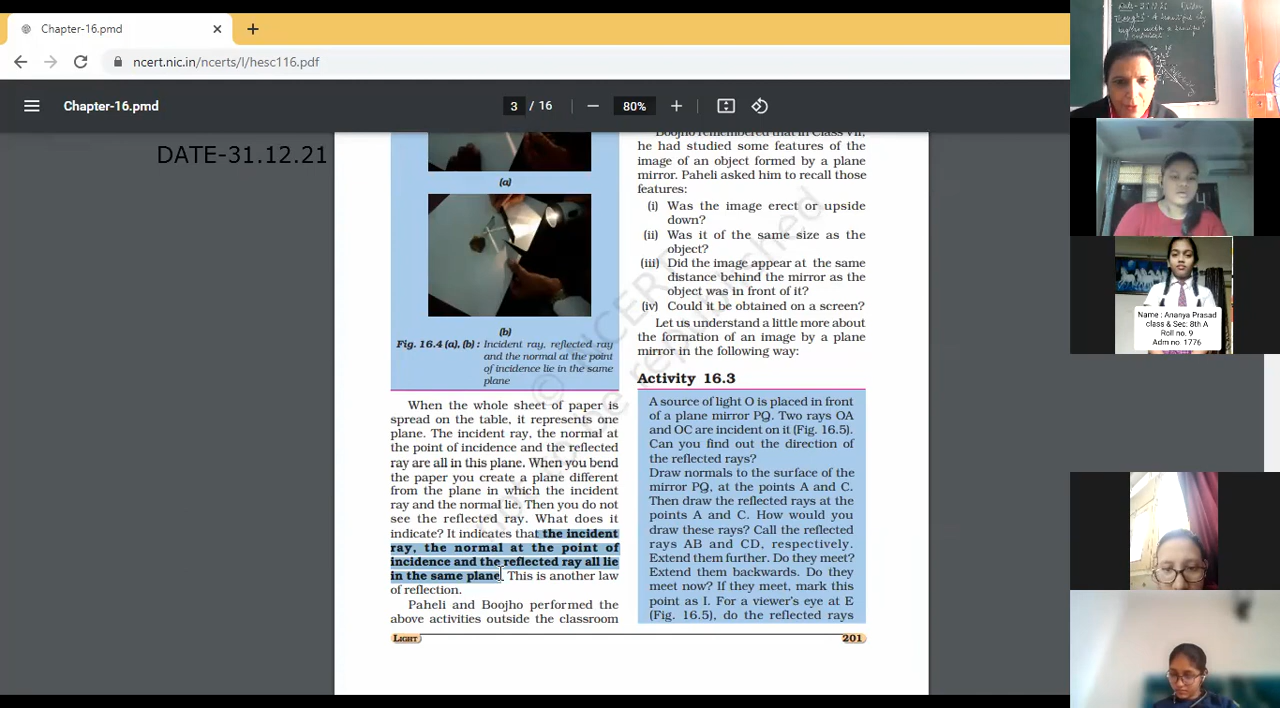 Chapter-16.pmd
ncert.nic.in/ncerts/l/hesc116.pdf
Chapter-16.pmd
3 / 16
80%
DATE-31.12.21
(a)
(b)
Fig. 16.4 (a), (b) : Incident ray, reflected ray
and the normal at the point
of incidence lie in the same
plane
When the whole sheet of paper is
spread on the table, it represents one
plane. The incident ray, the normal at
the point of incidence and the reflected
ray are all in this plane. When you bend
the paper you create a plane different
from the plane in which the incident
ray and the normal lie. Then you do not
see the reflected ray. What does it
indicate? It indicates that the incident
ray, the normal at the point of
incidence and the reflected ray all lie
in the same plane. This is another law
of reflection.
Paheli and Boojho performed the
above activities outside the classroom
Boojho remembered that in Class VII,
he had studied some features of the
image of an object formed by a plane
mirror. Paheli asked him to recall those
features:
(i) Was the image erect or upside
down?
(ii) Was it of the same size as the
object?
(iii) Did the image appear at the same
distance behind the mirror as the
object was in front of it?
(iv) Could it be obtained on a screen?
Let us understand a little more about
the formation of an image by a plane
mirror in the following way:
Activity 16.3
A source of light O is placed in front
of a plane mirror PQ. Two rays OA
and OC are incident on it (Fig. 16.5).
Can you find out the direction of
the reflected rays?
Draw normals to the surface of the
mirror PQ, at the points A and C.
Then draw the reflected rays at the
points A and C. How would you
draw these rays? Call the reflected
rays AB and CD, respectively.
Extend them further. Do they meet?
Extend them backwards. Do they
meet now? If they meet, mark this
point as I. For a viewer's eye at E
(Fig. 16.5), do the reflected rays
LIGHT
201
© NCERT
be republished
Name : Ananya Prasad
class & Sec: 8th A
Roll no. 9
Adm no. 1776